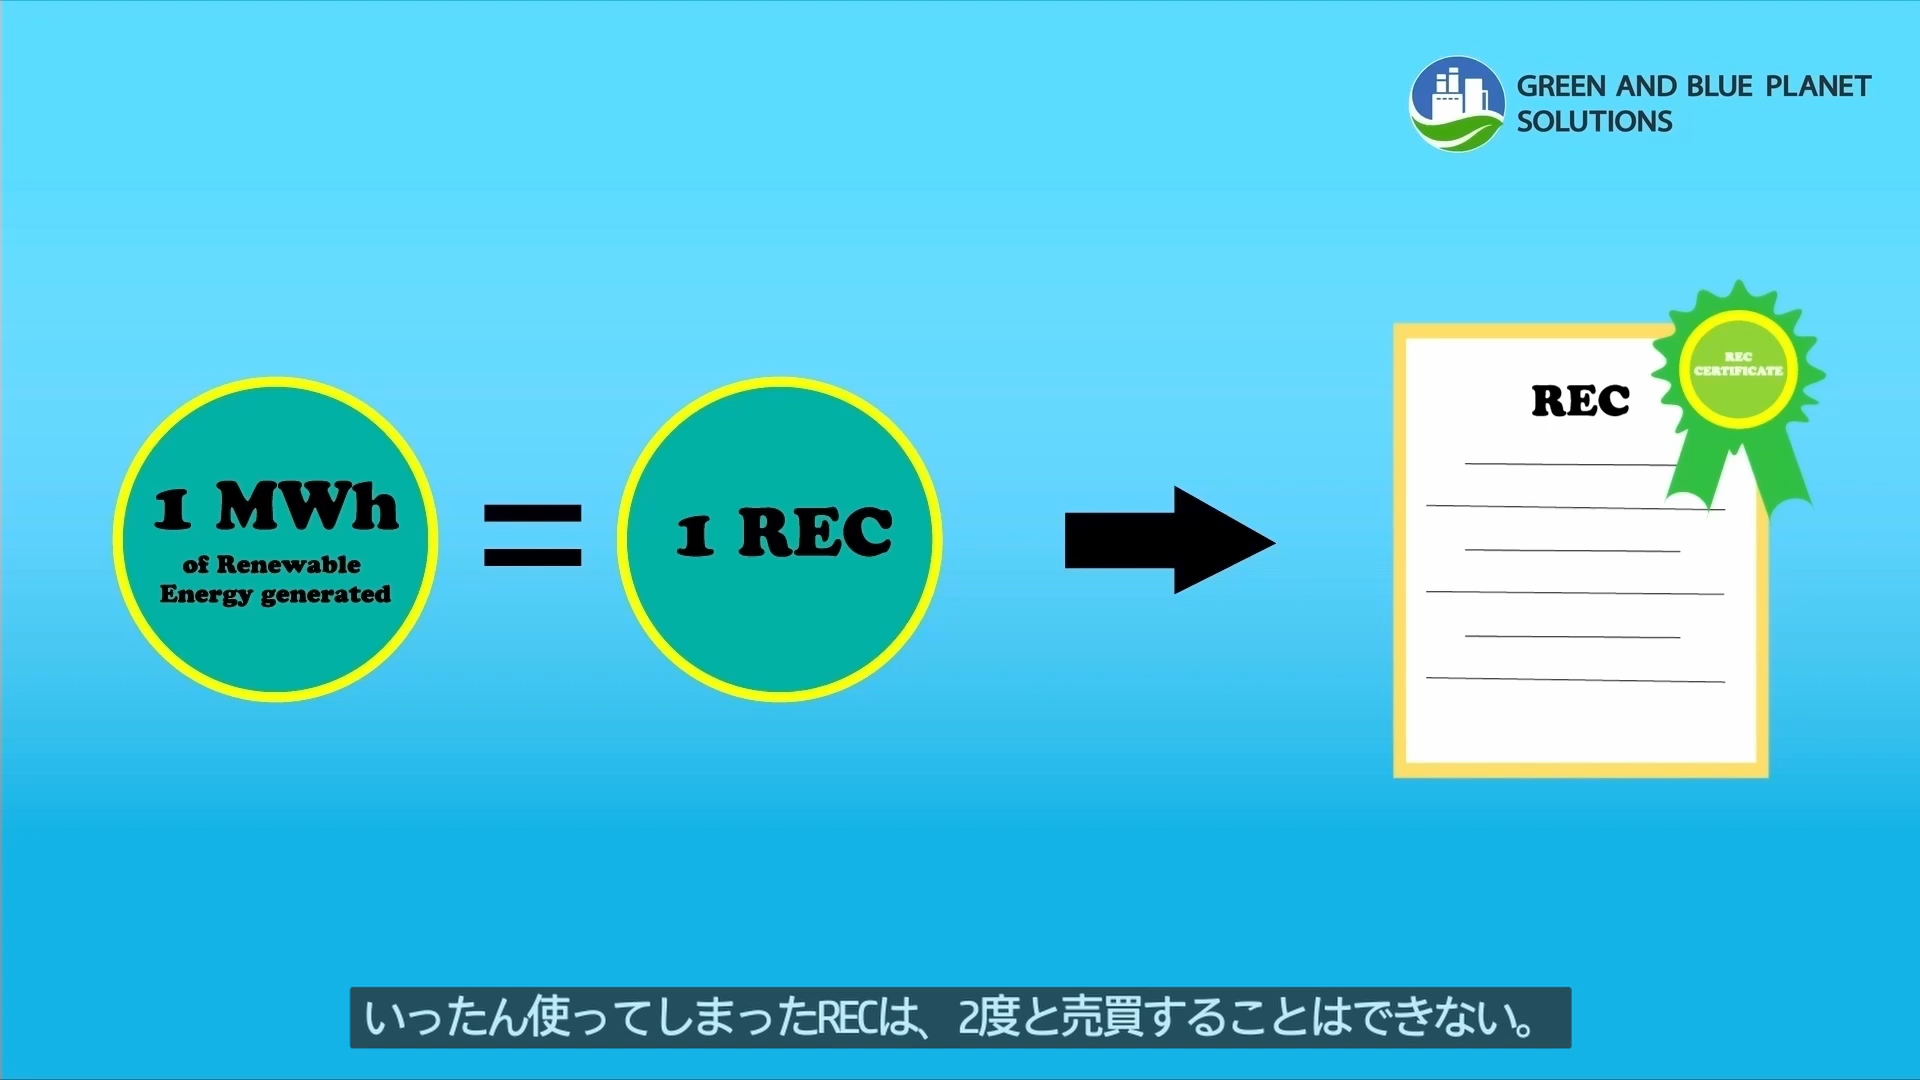 GREEN AND BLUE PLANET
SOLUTIONS
1 MWh
of Renewable
Energy generated
=
1 REC
REC
REC
CERTIFICATE
いったん使ってしまったRECは、2度と売買することはできない。